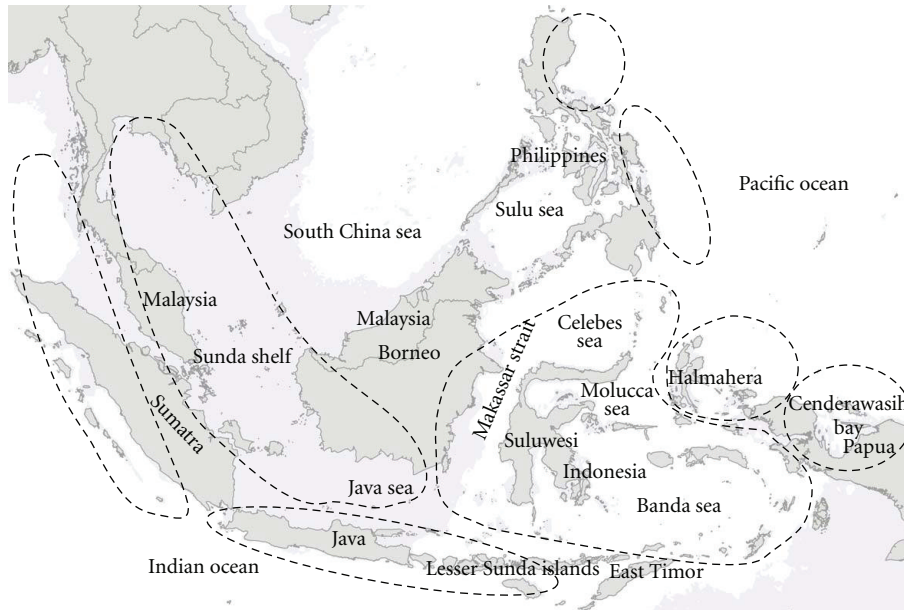 Philippines
Pacific ocean
Sulu sea
South China sea
Malaysia
Malaysia
Celebes
sea
Sunda shelf
Borneo
Makassar strait
Halmahera
Molucca
sea
Cenderawasih
bay
Papua
Sumatra
Suluwesi
Indonesia
Java sea
Banda sea
Java
Indian ocean
Lesser Sunda islands
East Timor